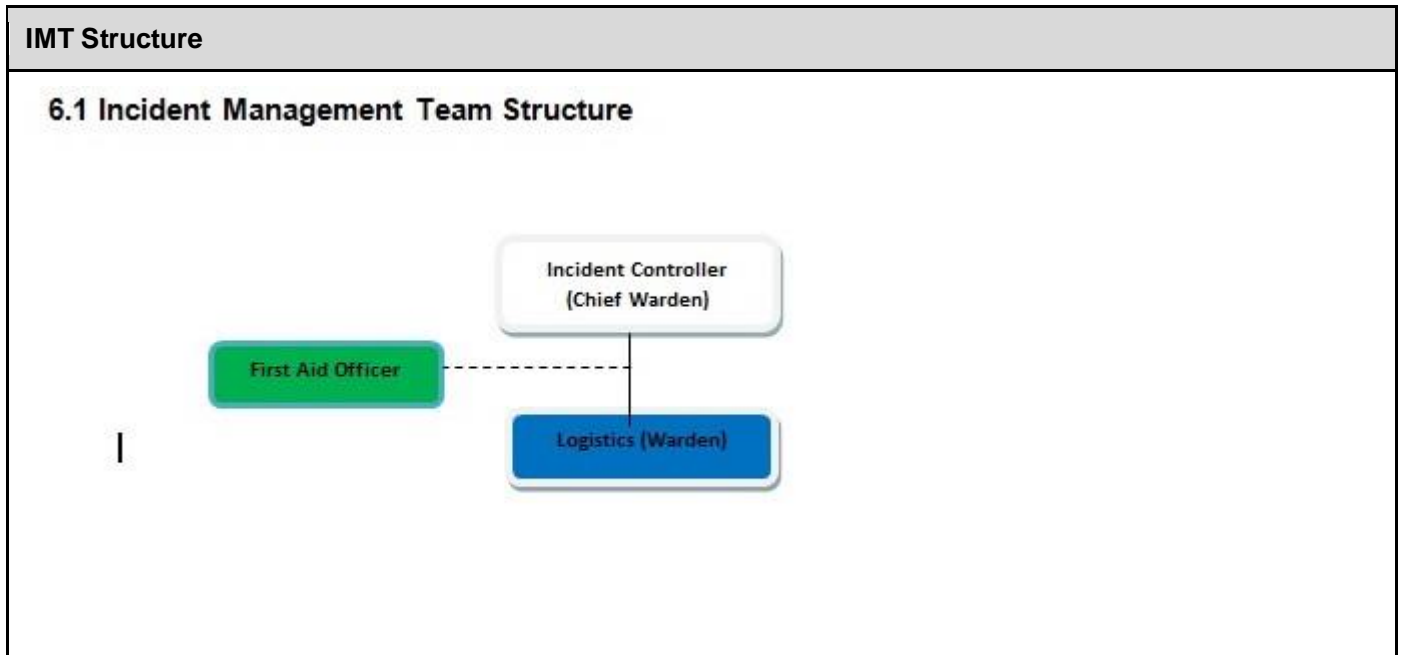 IMT Structure
6.1 Incident Management Team Structure
Incident Controller
(Chief Warden)
First Aid Officer
Logistics (Warden)